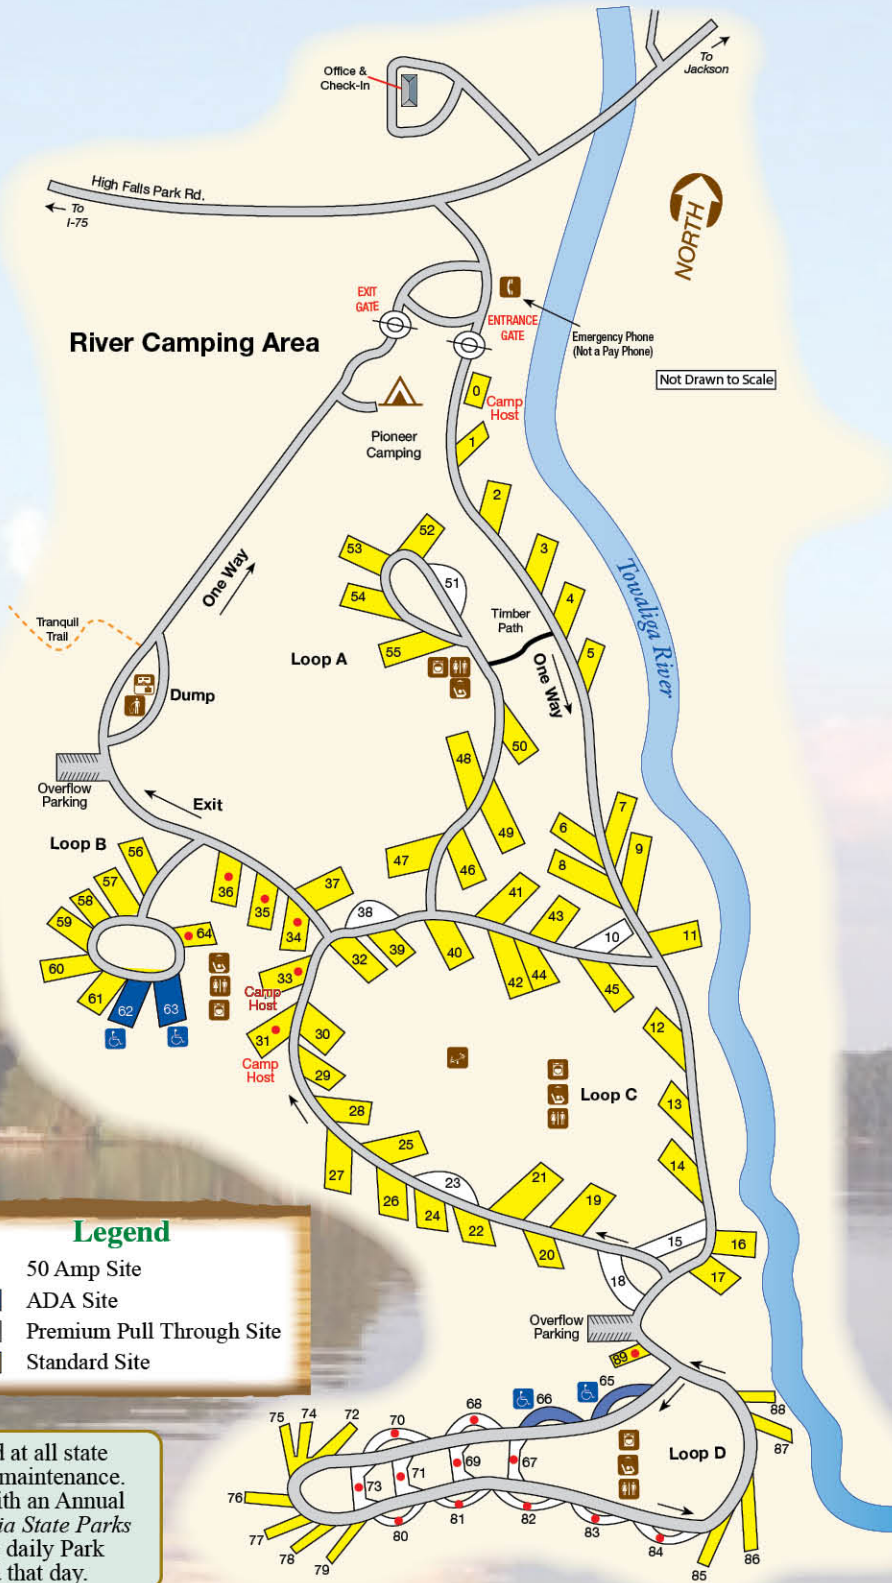 Office &
Check-In
To
Jackson
High Falls Park Rd.
To
I-75
NORTH
EXIT
GATE
ENTRANCE
GATE
Emergency Phone
(Not a Pay Phone)
River Camping Area
Not Drawn to Scale
0
Camp
Host
Pioneer
Camping
1
2
52
53
3
One Way
51
54
4
Towaliga River
Timber
Path
Tranquil
Trail
55
5
Loop A
One Way
Dump
50
48
Overflow
Parking
Exit
7
6
49
9
Loop B
56
47
8
46
36
37
57
41
58
35
38
43
59
34
64
10
11
32
39
40
60
33
42
44
45
Camp
Host
61
62
63
31
30
12
Camp
Host
29
Loop C
13
28
25
27
14
23
21
26
24
19
22
15
16
20
18
17
Legend
50 Amp Site
ADA Site
Premium Pull Through Site
Standard Site
Overflow
Parking
89
65
66
88
75
74
72
70
68
87
Loop D
69
67
71
73
76
81
82
83
80
77
84
78
79
85
86
d at all state
maintenance.
ith an Annual
ia State Parks
daily Park
that day.